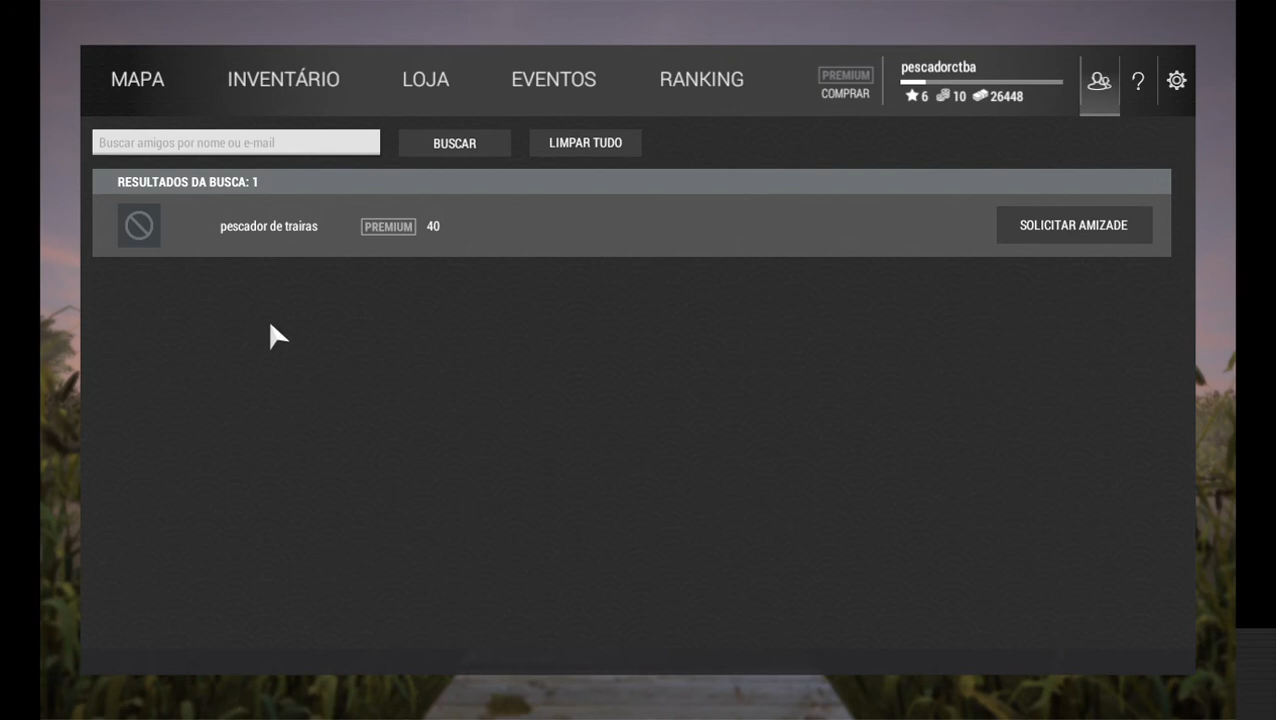 MAPA INVENTÁRIO LOJA EVENTOS RANKING PREMIUM COMPRAR pescadorctba 6 10 26448 ?
Buscar amigos por nome ou e-mail BUSCAR LIMPAR TUDO
RESULTADOS DA BUSCA: 1
pescador de trairas PREMIUM 40 SOLICITAR AMIZADE